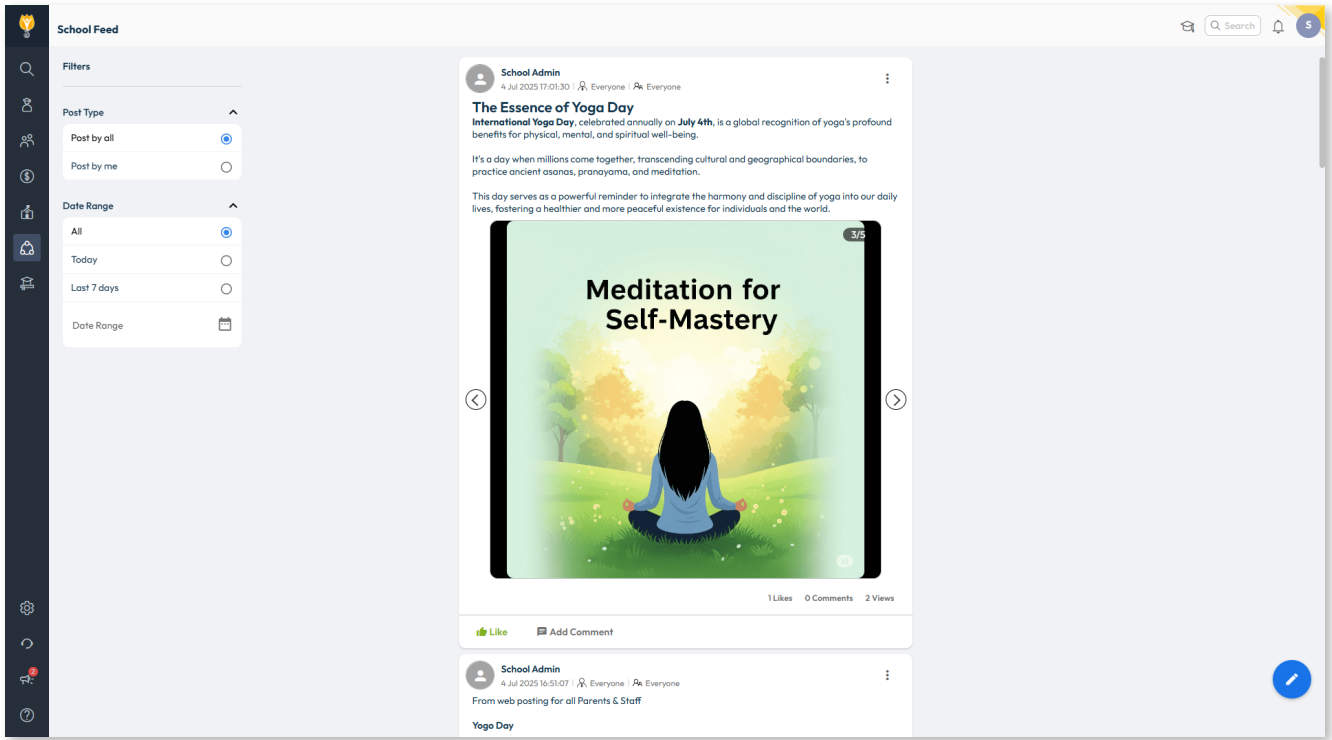 School Feed
Search
S
Filters
Post Type
Post by all
Post by me
Date Range
All
Today
Last 7 days
Date Range
2
School Admin
4 Jul 2025 17:01:30 | Everyone | Everyone
The Essence of Yoga Day
International Yoga Day, celebrated annually on July 4th, is a global recognition of yoga's profound
benefits for physical, mental, and spiritual well-being.
It's a day when millions come together, transcending cultural and geographical boundaries, to
practice ancient asanas, pranayama, and meditation.
This day serves as a powerful reminder to integrate the harmony and discipline of yoga into our daily
lives, fostering a healthier and more peaceful existence for individuals and the world.
3/5
Meditation for
Self-Mastery
1 Likes 0 Comments 2 Views
Like Add Comment
School Admin
4 Jul 2025 16:51:07 | Everyone | Everyone
From web posting for all Parents & Staff
Yogo Day